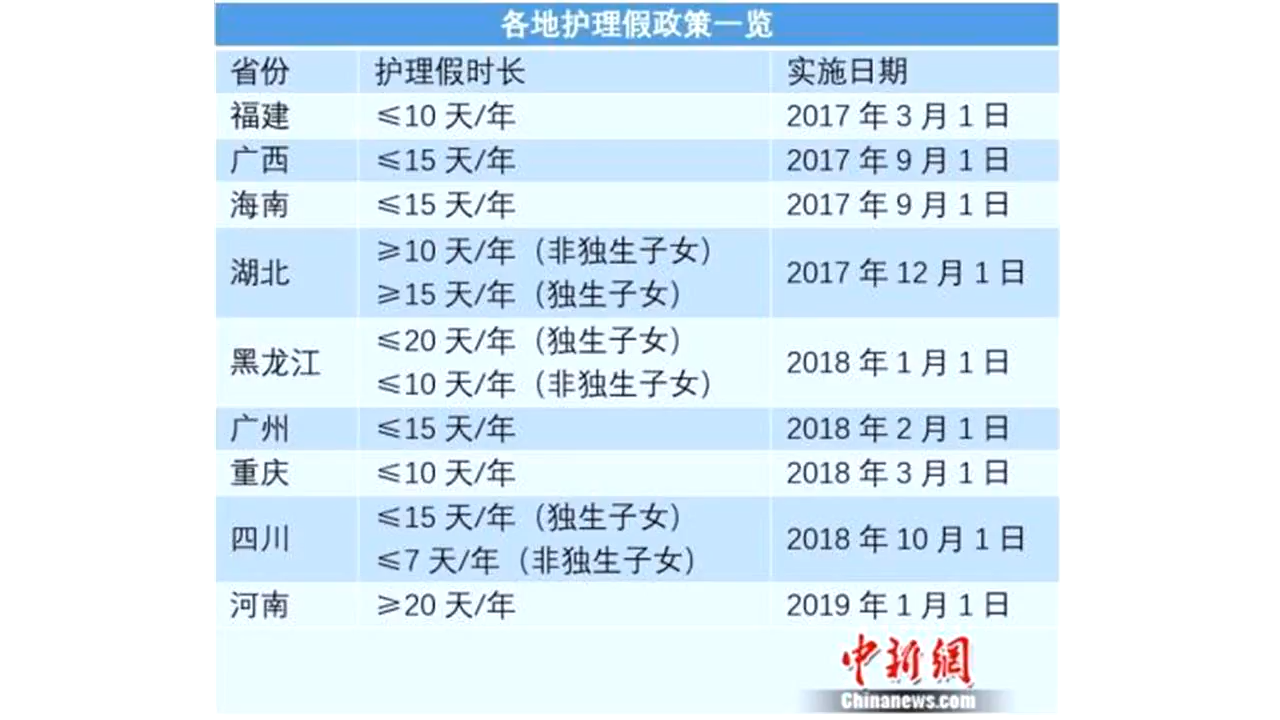 各地护理假政策一览
省份 护理假时长 实施日期
福建 ≤10 天/年 2017 年 3 月 1 日
广西 ≤15 天/年 2017 年 9 月 1 日
海南 ≤15 天/年 2017 年 9 月 1 日
湖北 ≥10 天/年（非独生子女） 2017 年 12 月 1 日
≥15 天/年（独生子女）
黑龙江 ≤20 天/年（独生子女） 2018 年 1 月 1 日
≤10 天/年（非独生子女）
广州 ≤15 天/年 2018 年 2 月 1 日
重庆 ≤10 天/年 2018 年 3 月 1 日
四川 ≤15 天/年（独生子女） 2018 年 10 月 1 日
≤7 天/年（非独生子女）
河南 ≥20 天/年 2019 年 1 月 1 日
中新網
Chinanews.com